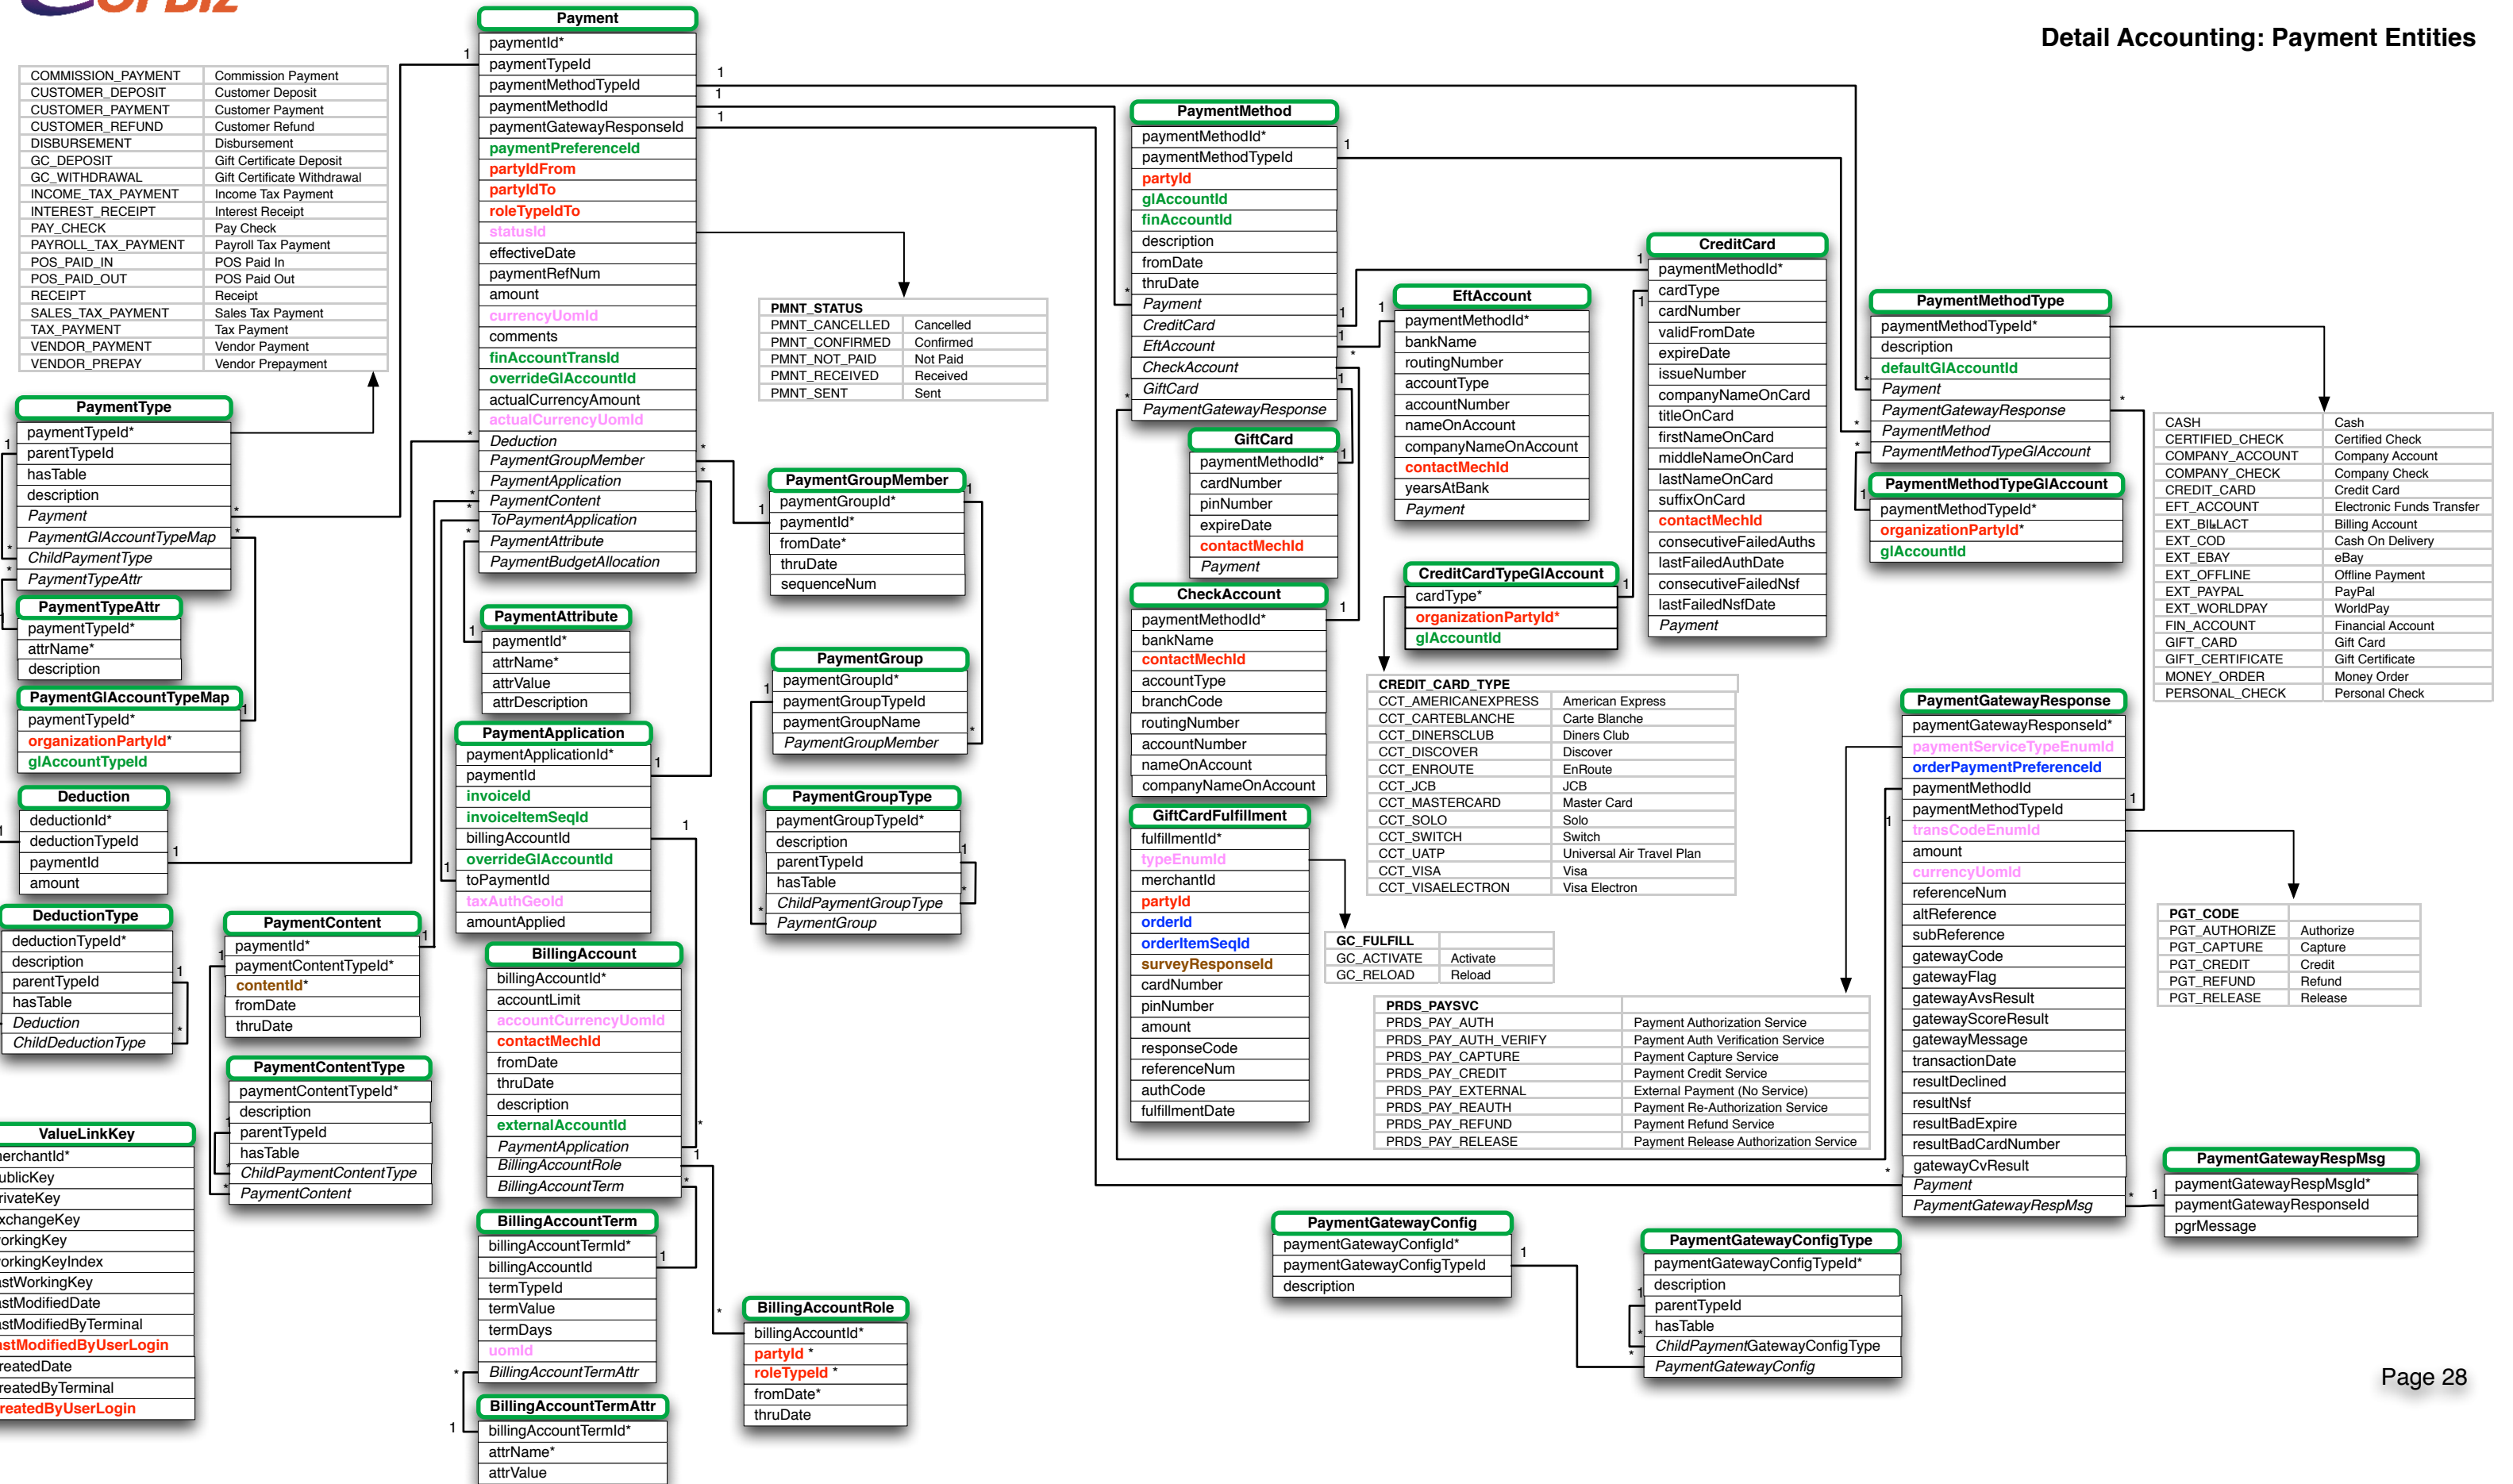 OFBiz
Detail Accounting: Payment Entities
COMMISSION_PAYMENT Commission Payment
CUSTOMER_DEPOSIT Customer Deposit
CUSTOMER_PAYMENT Customer Payment
CUSTOMER_REFUND Customer Refund
DISBURSEMENT Disbursement
GC_DEPOSIT Gift Certificate Deposit
GC_WITHDRAWAL Gift Certificate Withdrawal
INCOME_TAX_PAYMENT Income Tax Payment
INTEREST_RECEIPT Interest Receipt
PAY_CHECK Pay Check
PAYROLL_TAX_PAYMENT Payroll Tax Payment
POS_PAID_IN POS Paid In
POS_PAID_OUT POS Paid Out
RECEIPT Receipt
SALES_TAX_PAYMENT Sales Tax Payment
TAX_PAYMENT Tax Payment
VENDOR_PAYMENT Vendor Payment
VENDOR_PREPAY Vendor Prepayment
PaymentType
paymentTypeId*
parentTypeId
hasTable
description
Payment
PaymentGlAccountTypeMap
ChildPaymentType
PaymentTypeAttr
PaymentTypeAttr
paymentTypeId*
attrName*
description
PaymentGlAccountTypeMap
paymentTypeId*
organizationPartyId*
glAccountTypeId
Deduction
deductionId*
deductionTypeId
paymentId
amount
DeductionType
deductionTypeId*
description
parentTypeId
hasTable
Deduction
ChildDeductionType
ValueLinkKey
erchantId*
ublicKey
rivateKey
xchangeKey
orkingKey
orkingKeyIndex
astWorkingKey
astModifiedDate
astModifiedByTerminal
astModifiedByUserLogin
reatedDate
reatedByTerminal
reatedByUserLogin
PaymentContent
paymentId*
paymentContentTypeId*
contentId*
fromDate
thruDate
PaymentContentType
paymentContentTypeId*
description
parentTypeId
hasTable
ChildPaymentContentType
PaymentContent
Payment
paymentId*
paymentTypeId
paymentMethodTypeId
paymentMethodId
paymentGatewayResponseId
paymentPreferenceId
partyIdFrom
partyIdTo
roleTypeIdTo
statusId
effectiveDate
paymentRefNum
amount
currencyUomId
comments
finAccountTransId
overrideGlAccountId
actualCurrencyAmount
actualCurrencyUomId
Deduction
PaymentGroupMember
PaymentApplication
PaymentContent
ToPaymentApplication
PaymentAttribute
PaymentBudgetAllocation
PaymentAttribute
paymentId*
attrName*
attrValue
attrDescription
PaymentApplication
paymentApplicationId*
paymentId
invoiceId
invoiceItemSeqId
billingAccountId
overrideGlAccountId
toPaymentId
taxAuthGeoId
amountApplied
BillingAccount
billingAccountId*
accountLimit
accountCurrencyUomId
contactMechId
fromDate
thruDate
description
externalAccountId
PaymentApplication
BillingAccountRole
BillingAccountTerm
BillingAccountTerm
billingAccountTermId*
billingAccountId
termTypeId
termValue
termDays
uomId
BillingAccountTermAttr
BillingAccountTermAttr
billingAccountTermId*
attrName*
attrValue
PMNT_STATUS
PMNT_CANCELLED Cancelled
PMNT_CONFIRMED Confirmed
PMNT_NOT_PAID Not Paid
PMNT_RECEIVED Received
PMNT_SENT Sent
PaymentGroupMember
paymentGroupId*
paymentId*
fromDate*
thruDate
sequenceNum
PaymentGroup
paymentGroupId*
paymentGroupTypeId
paymentGroupName
PaymentGroupMember
PaymentGroupType
paymentGroupTypeId*
description
parentTypeId
hasTable
ChildPaymentGroupType
PaymentGroup
BillingAccountRole
billingAccountId*
partyId *
roleTypeId *
fromDate*
thruDate
PaymentMethod
paymentMethodId*
paymentMethodTypeId
partyId
glAccountId
finAccountId
description
fromDate
thruDate
Payment
CreditCard
EftAccount
CheckAccount
GiftCard
PaymentGatewayResponse
GiftCard
paymentMethodId*
cardNumber
pinNumber
expireDate
contactMechId
Payment
CheckAccount
paymentMethodId*
bankName
contactMechId
accountType
branchCode
routingNumber
accountNumber
nameOnAccount
companyNameOnAccount
GiftCardFulfillment
fulfillmentId*
typeEnumId
merchantId
partyId
orderId
orderItemSeqId
surveyResponseId
cardNumber
pinNumber
amount
responseCode
referenceNum
authCode
fulfillmentDate
EftAccount
paymentMethodId*
bankName
routingNumber
accountType
accountNumber
nameOnAccount
companyNameOnAccount
contactMechId
yearsAtBank
Payment
CreditCardTypeGlAccount
cardType*
organizationPartyId*
glAccountId
CREDIT_CARD_TYPE
CCT_AMERICANEXPRESS American Express
CCT_CARTEBLANCHE Carte Blanche
CCT_DINERSCLUB Diners Club
CCT_DISCOVER Discover
CCT_ENROUTE EnRoute
CCT_JCB JCB
CCT_MASTERCARD Master Card
CCT_SOLO Solo
CCT_SWITCH Switch
CCT_UATP Universal Air Travel Plan
CCT_VISA Visa
CCT_VISAELECTRON Visa Electron
GC_FULFILL
GC_ACTIVATE Activate
GC_RELOAD Reload
PRDS_PAYSVC
PRDS_PAY_AUTH Payment Authorization Service
PRDS_PAY_AUTH_VERIFY Payment Auth Verification Service
PRDS_PAY_CAPTURE Payment Capture Service
PRDS_PAY_CREDIT Payment Credit Service
PRDS_PAY_EXTERNAL External Payment (No Service)
PRDS_PAY_REAUTH Payment Re-Authorization Service
PRDS_PAY_REFUND Payment Refund Service
PRDS_PAY_RELEASE Payment Release Authorization Service
CreditCard
paymentMethodId*
cardType
cardNumber
validFromDate
expireDate
issueNumber
companyNameOnCard
titleOnCard
firstNameOnCard
middleNameOnCard
lastNameOnCard
suffixOnCard
contactMechId
consecutiveFailedAuths
lastFailedAuthDate
consecutiveFailedNsf
lastFailedNsfDate
Payment
PaymentMethodType
paymentMethodTypeId*
description
defaultGlAccountId
Payment
PaymentGatewayResponse
PaymentMethod
PaymentMethodTypeGlAccount
PaymentMethodTypeGlAccount
paymentMethodTypeId*
organizationPartyId*
glAccountId
CASH Cash
CERTIFIED_CHECK Certified Check
COMPANY_ACCOUNT Company Account
COMPANY_CHECK Company Check
CREDIT_CARD Credit Card
EFT_ACCOUNT Electronic Funds Transfer
EXT_BILLACT Billing Account
EXT_COD Cash On Delivery
EXT_EBAY eBay
EXT_OFFLINE Offline Payment
EXT_PAYPAL PayPal
EXT_WORLDPAY WorldPay
FIN_ACCOUNT Financial Account
GIFT_CARD Gift Card
GIFT_CERTIFICATE Gift Certificate
MONEY_ORDER Money Order
PERSONAL_CHECK Personal Check
PaymentGatewayResponse
paymentGatewayResponseId*
paymentServiceTypeEnumId
orderPaymentPreferenceId
paymentMethodId
paymentMethodTypeId
transCodeEnumId
amount
currencyUomId
referenceNum
altReference
subReference
gatewayCode
gatewayFlag
gatewayAvsResult
gatewayScoreResult
gatewayMessage
transactionDate
resultDeclined
resultNsf
resultBadExpire
resultBadCardNumber
gatewayCvResult
Payment
PaymentGatewayRespMsg
PGT_CODE
PGT_AUTHORIZE Authorize
PGT_CAPTURE Capture
PGT_CREDIT Credit
PGT_REFUND Refund
PGT_RELEASE Release
PaymentGatewayRespMsg
paymentGatewayRespMsgId*
paymentGatewayResponseId
pgrMessage
PaymentGatewayConfig
paymentGatewayConfigId*
paymentGatewayConfigTypeId
description
PaymentGatewayConfigType
paymentGatewayConfigTypeId*
description
parentTypeId
hasTable
ChildPaymentGatewayConfigType
PaymentGatewayConfig
Page 28